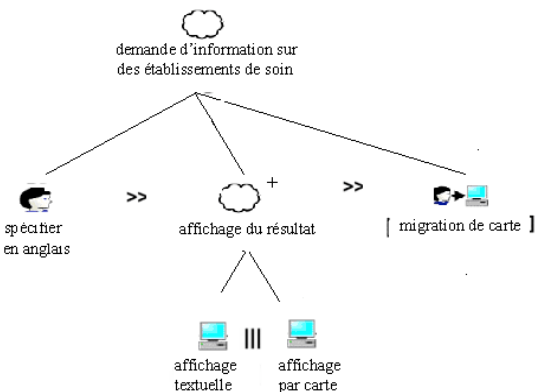 demande d'information sur
des établissements de soin
>>
+
>>
spécifier
en anglais
affichage du résultat
[ migration de carte ]
|||
affichage
textuelle
affichage
par carte